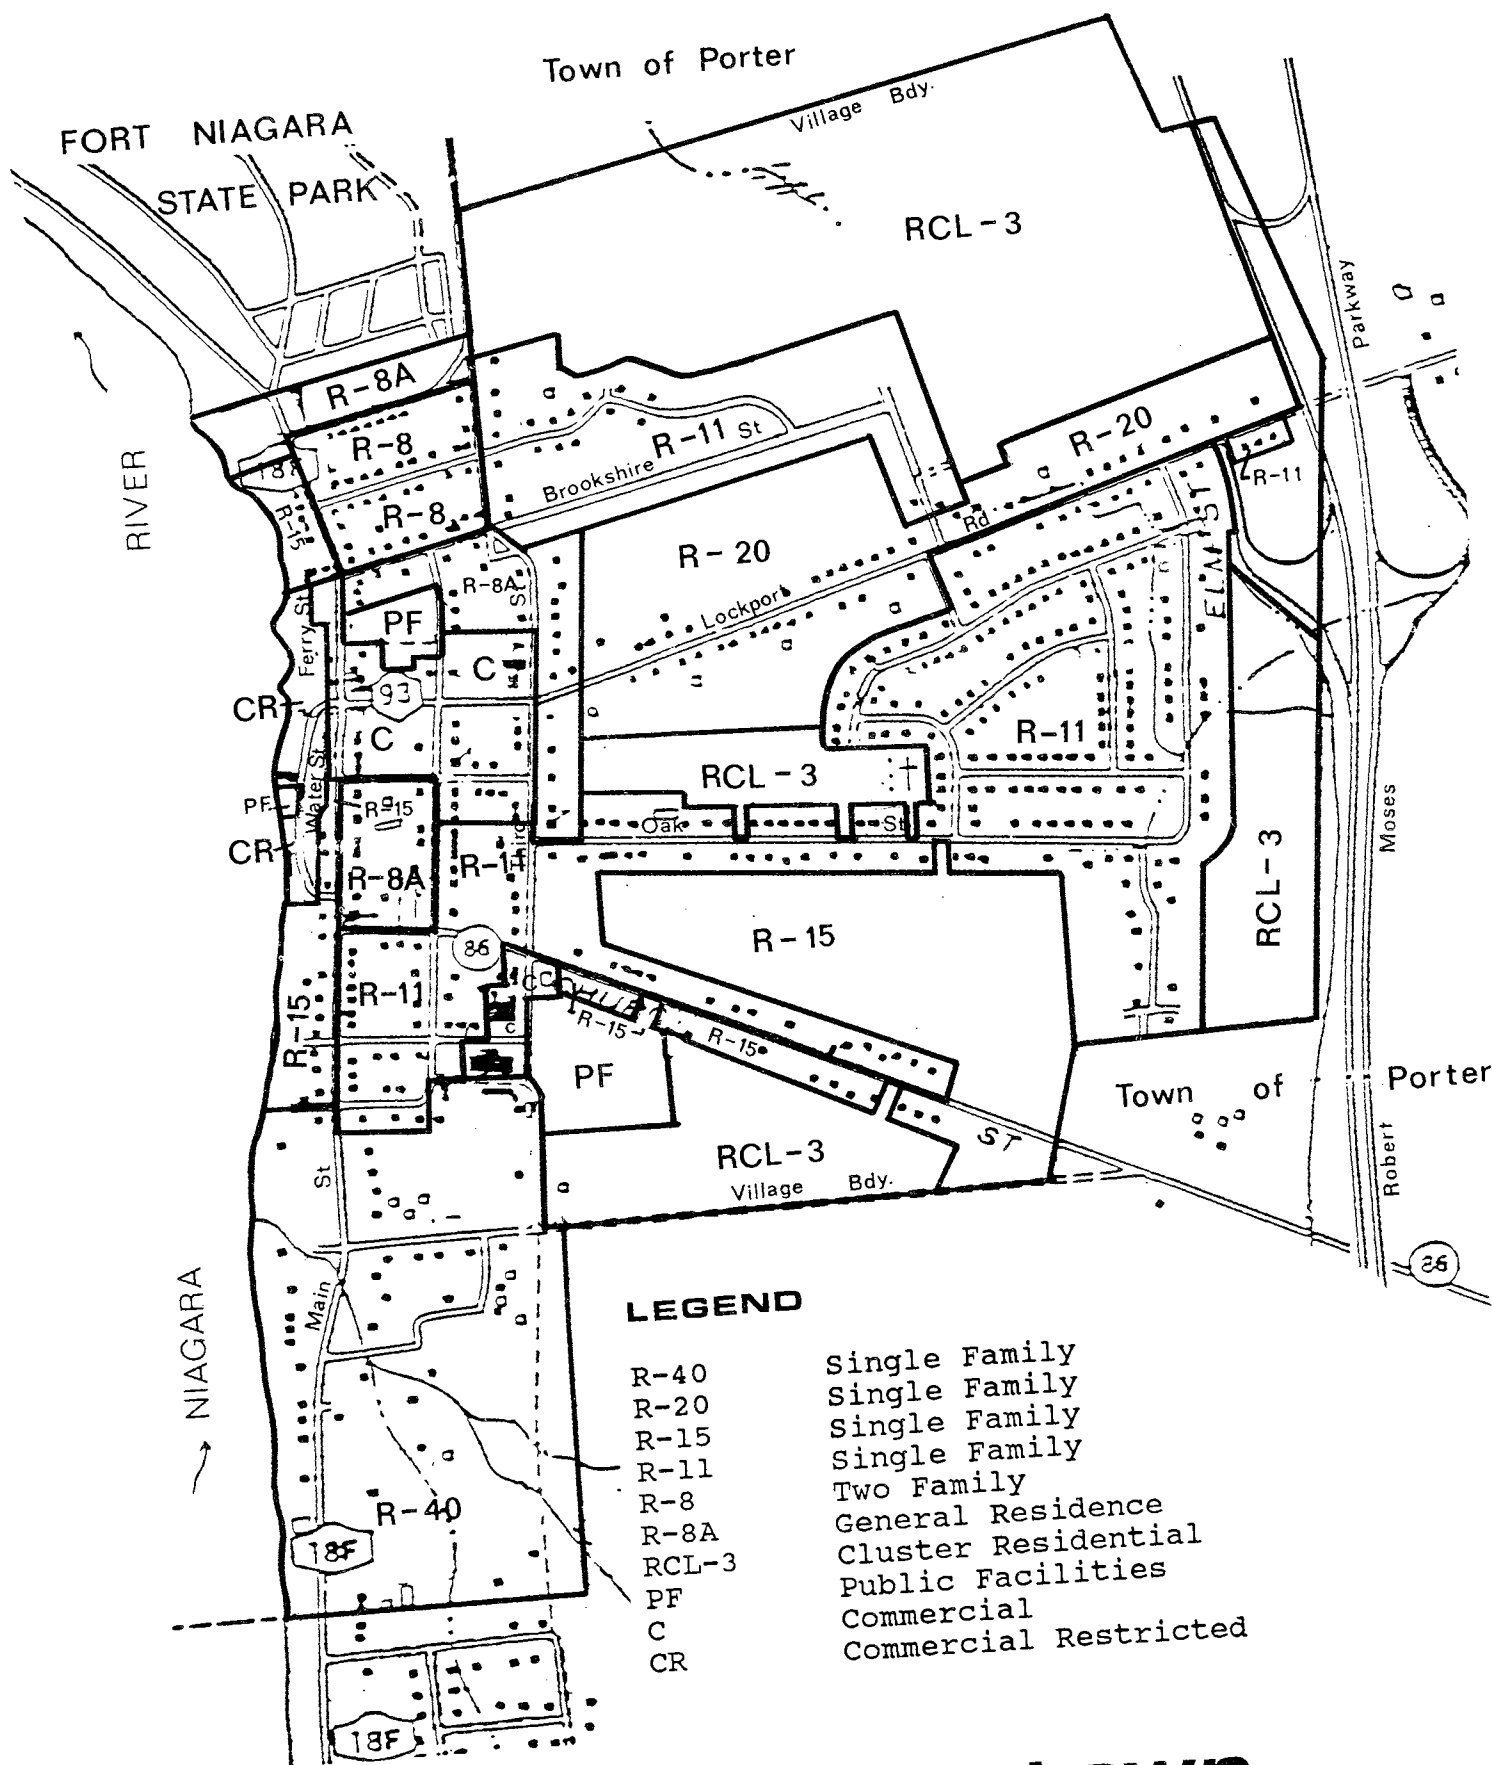 Town of Porter
Village Bdy.
FORT NIAGARA
STATE PARK
RCL-3
Parkway
R-8A
R-8
18F
R-11
St
Brookshire
R-20
R-11
RIVER
R-15
R-8
Rd
ELM ST
R-20
R-8A
St
Lockport
Ferry St
PF
C
93
CR
C
R-11
RCL-3
Water St
PF
R-15
Oak St
Moses
CR
R-8A
R-11
Third
RCL-3
R-15
86
C
R-11
C
R-15
R-15
R-15
PF
Town of Porter
ST
RCL-3
Village Bdy.
St
Robert
86
Main
NIAGARA
LEGEND
R-40 Single Family
R-20 Single Family
R-15 Single Family
R-11 Single Family
R-8 Two Family
R-8A General Residence
RCL-3 Cluster Residential
PF Public Facilities
C Commercial
CR Commercial Restricted
R-40
18F
18F